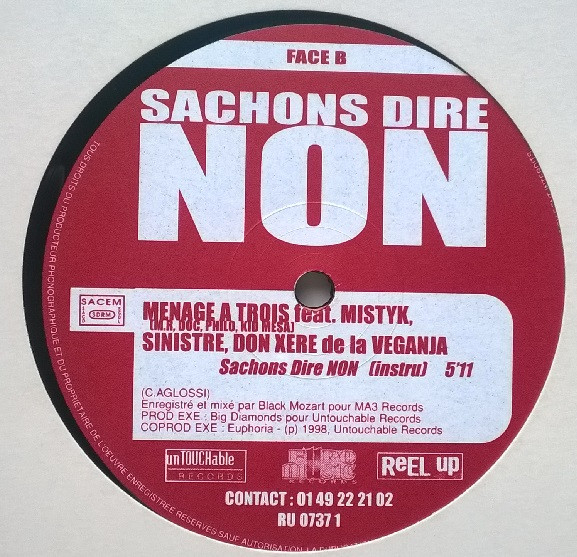 FACE B
SACHONS DIRE
NON
SACEM
SDRM
MENAGE A TROIS feat. MISTYK,
(M.R. DOC, PHILO, KID MESA)
SINISTRE, DON XERE de la VEGANJA
Sachons Dire NON (instru) 5'11
(C.AGLOSSI)
Enregistré et mixé par Black Mozart pour MA3 Records
PROD EXE : Big Diamonds pour Untouchable Records
COPROD EXE : Euphoria - (p) 1998, Untouchable Records
unTOUCHable
RECORDS
RECORDS
REEL up
CONTACT : 01 49 22 21 02
RU 0737 1
TOUS DROITS DU PRODUCTEUR PHONOGRAPHIQUE ET DU PROPRIETAIRE DE L'OEUVRE ENREGISTREE RESERVES SAUF AUTORISATION